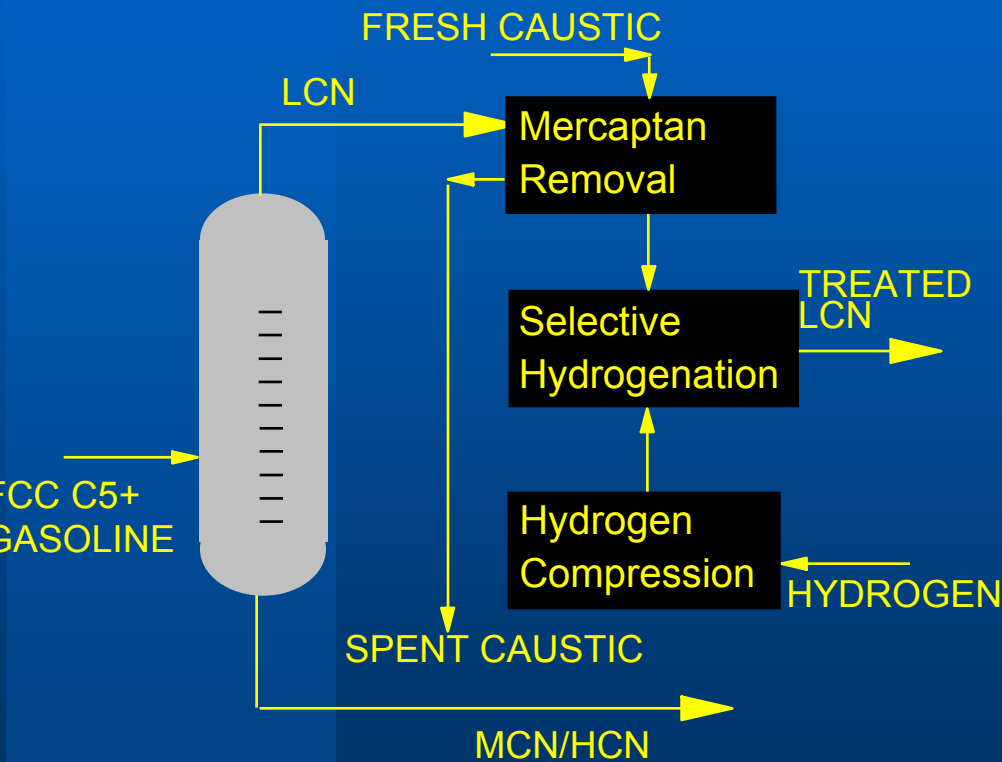 FRESH CAUSTIC
LCN
Mercaptan
Removal
TREATED
LCN
Selective
Hydrogenation
FCC C5+
GASOLINE
Hydrogen
Compression
HYDROGEN
SPENT CAUSTIC
MCN/HCN